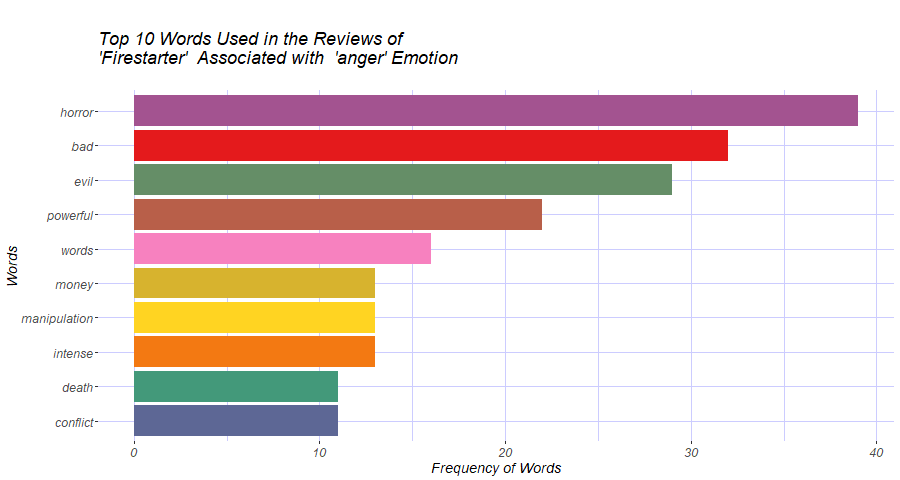 Top 10 Words Used in the Reviews of
'Firestarter'  Associated with  'anger' Emotion
horror
bad
evil
powerful
words
money
manipulation
intense
death
conflict
Words
0 10 20 30 40
Frequency of Words